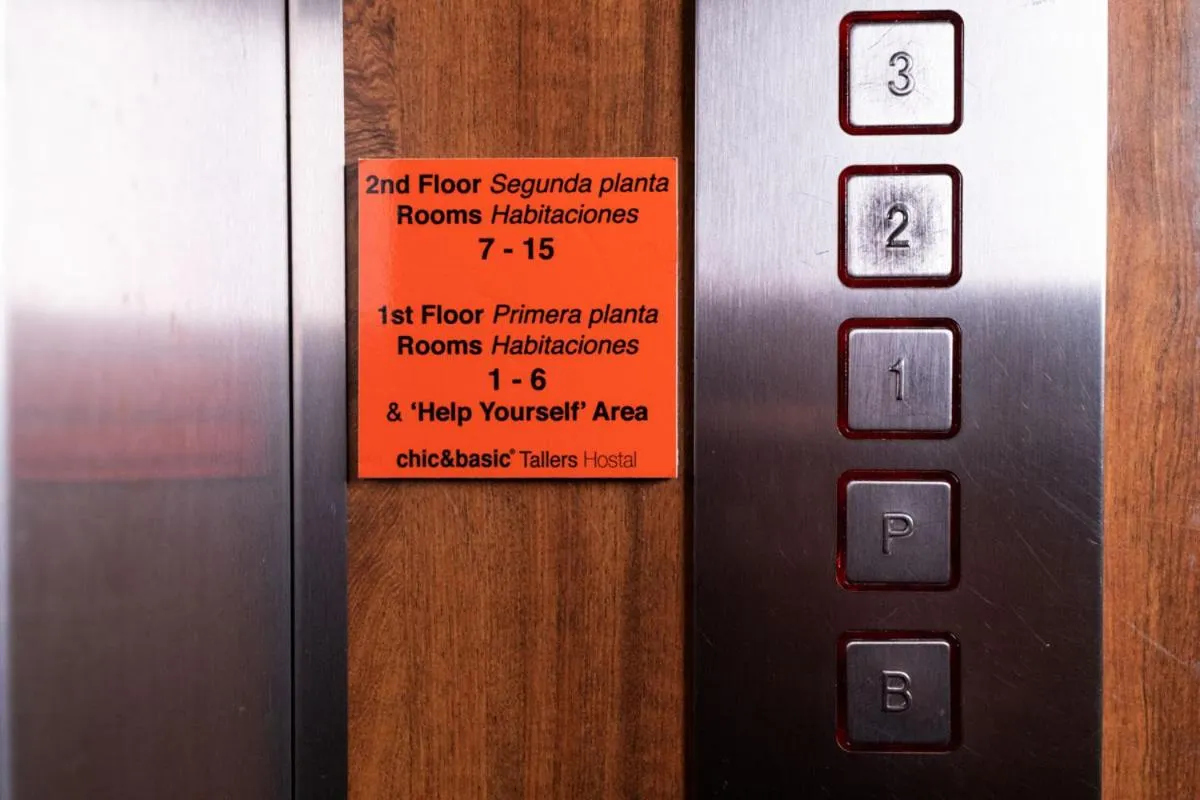 2nd Floor Segunda planta
Rooms Habitaciones
7 - 15
1st Floor Primera planta
Rooms Habitaciones
1 - 6
& ‘Help Yourself’ Area
chic&basic® Tallers Hostal
3
2
1
P
B